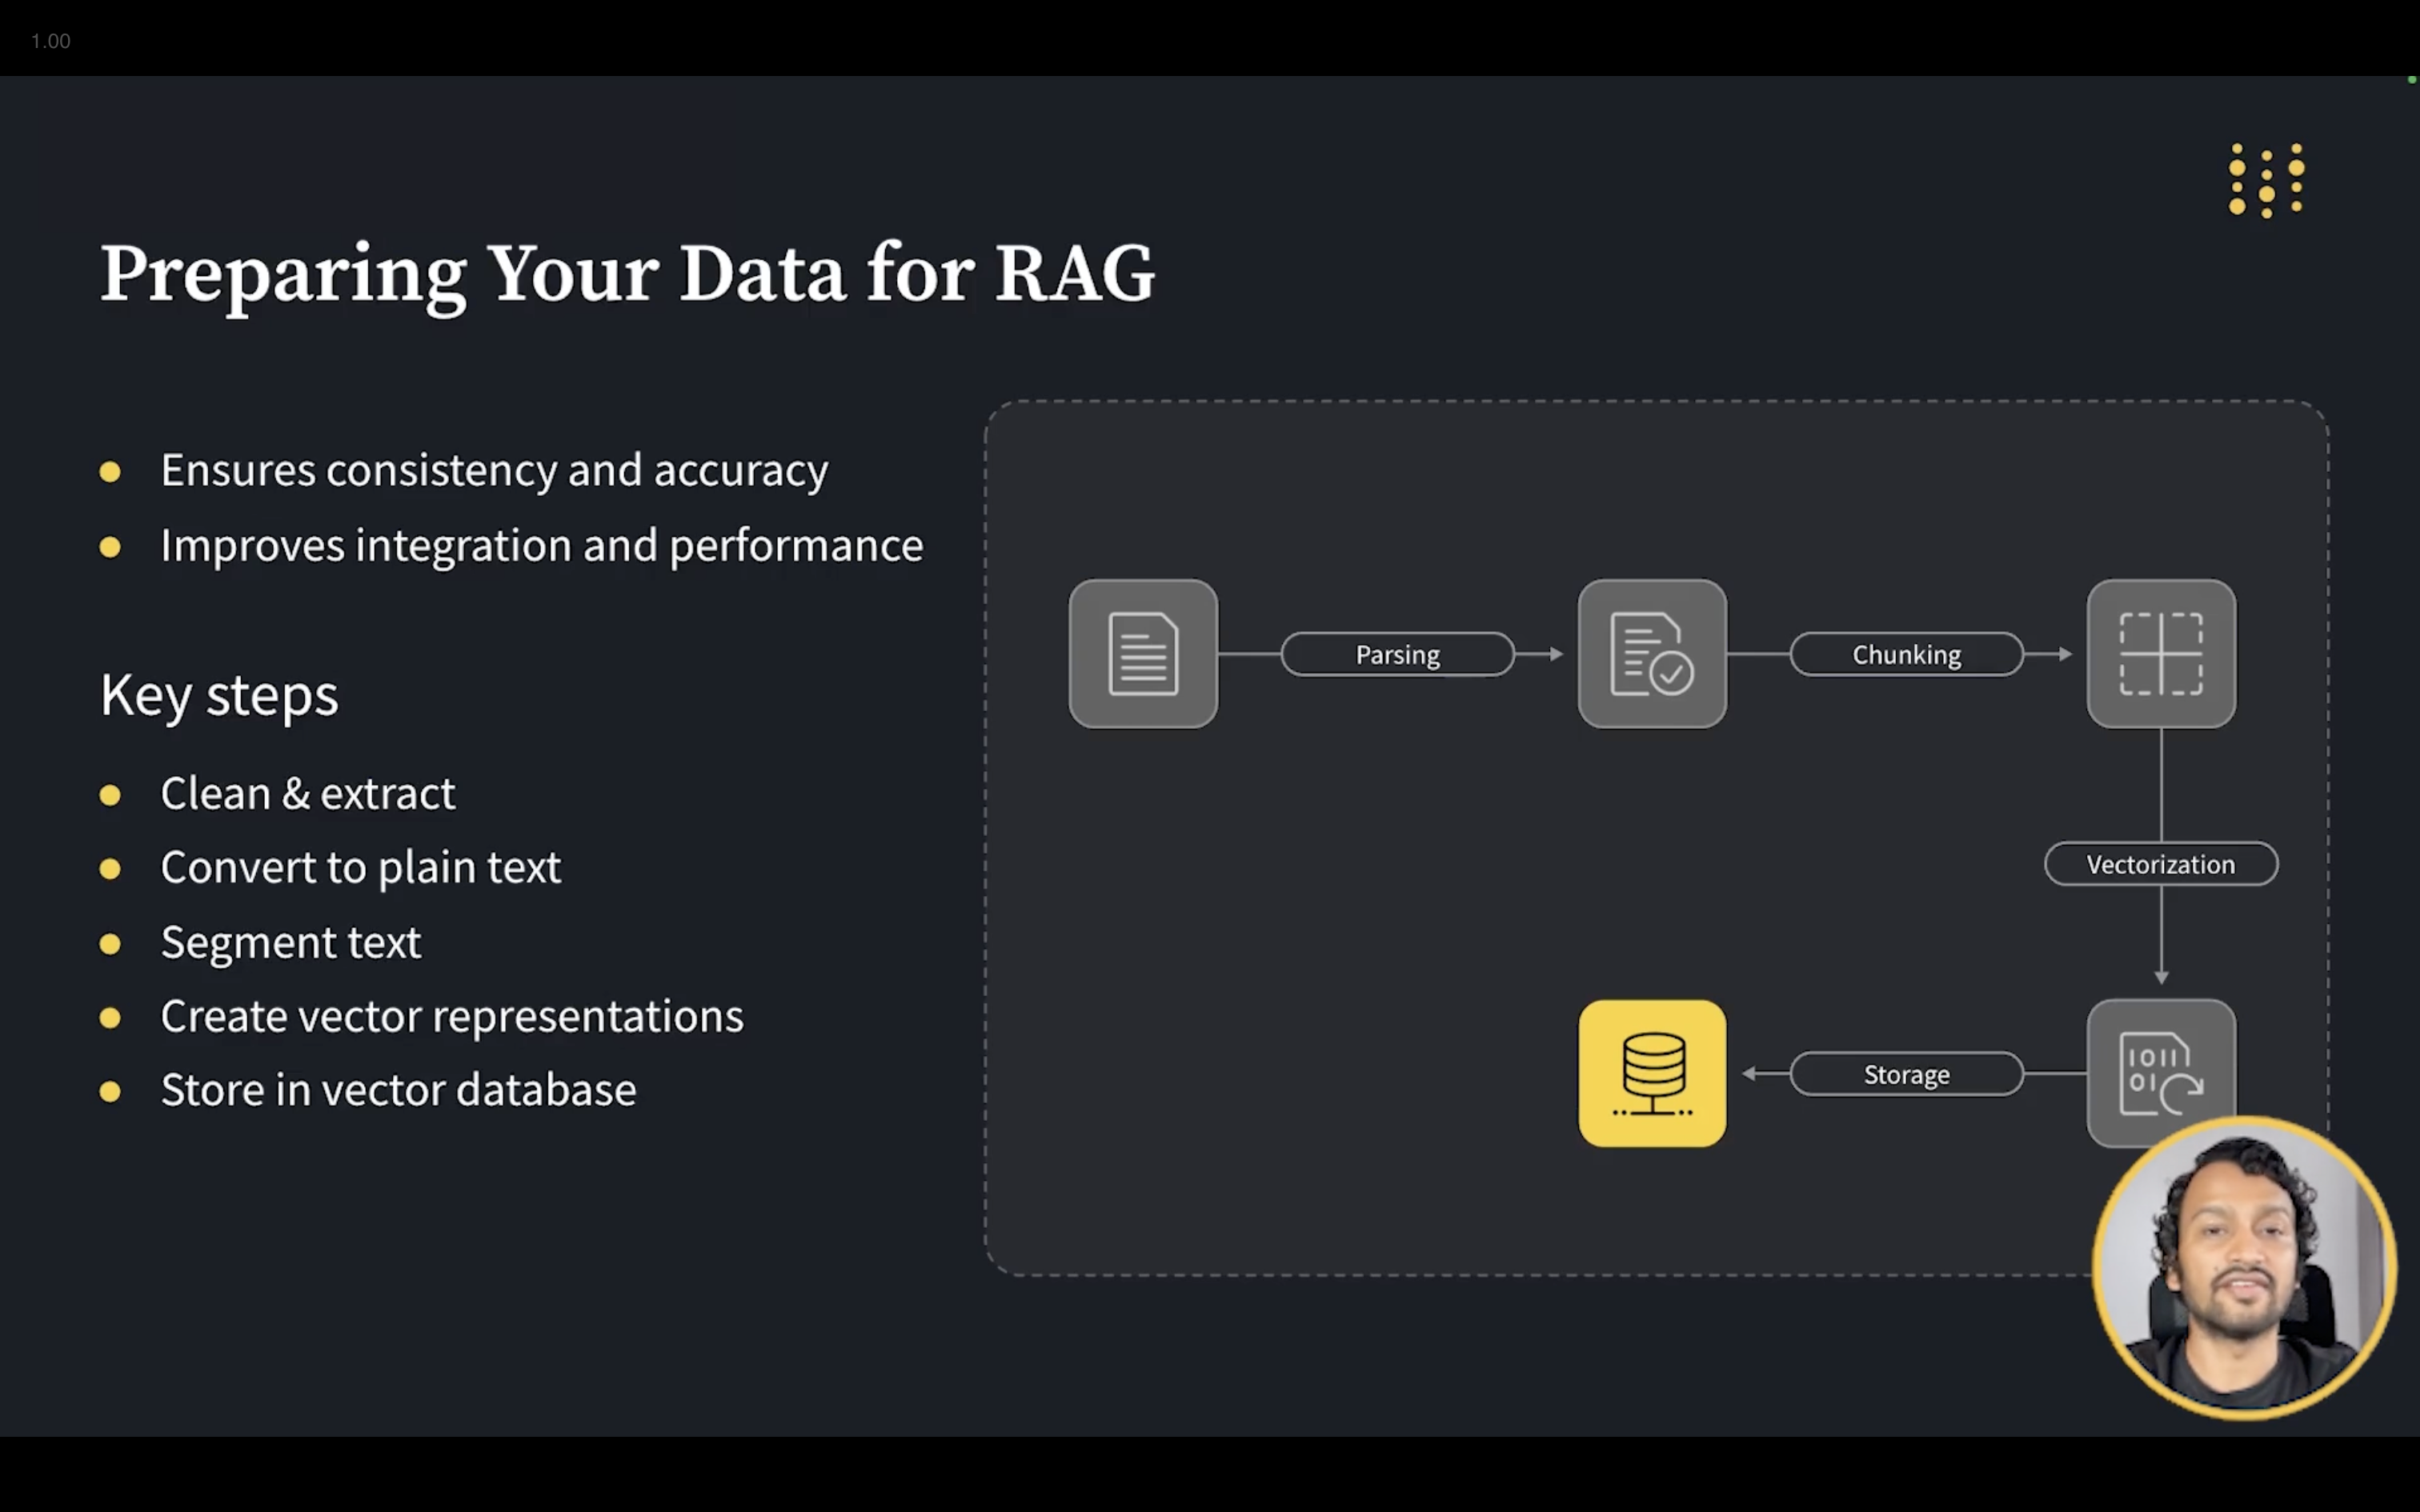 1.00
Preparing Your Data for RAG
Ensures consistency and accuracy
Improves integration and performance
Key steps
Clean & extract
Convert to plain text
Segment text
Create vector representations
Store in vector database
Parsing
Chunking
Vectorization
Storage
1011
01